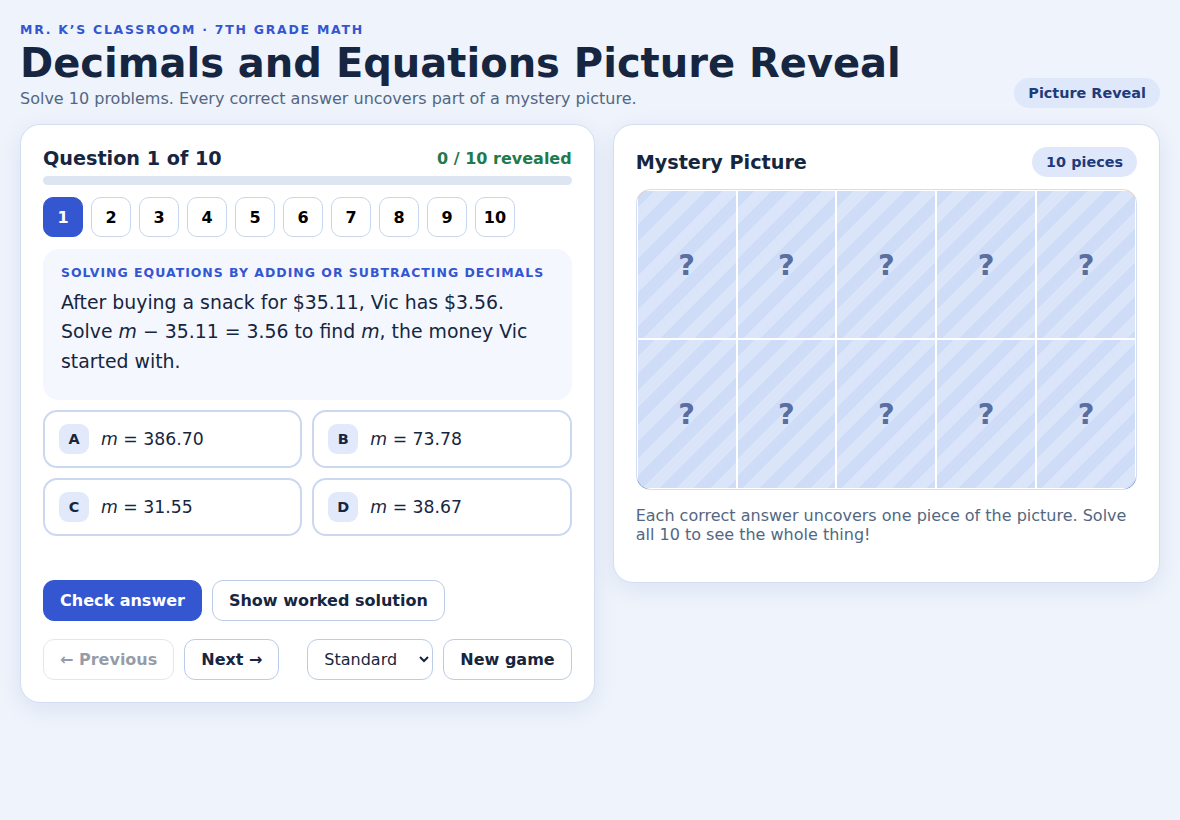 MR. K’S CLASSROOM · 7TH GRADE MATH
Decimals and Equations Picture Reveal
Solve 10 problems. Every correct answer uncovers part of a mystery picture.
Picture Reveal
Question 1 of 10
0 / 10 revealed
1 2 3 4 5 6 7 8 9 10
SOLVING EQUATIONS BY ADDING OR SUBTRACTING DECIMALS
After buying a snack for $35.11, Vic has $3.56.
Solve m − 35.11 = 3.56 to find m, the money Vic
started with.
A m = 386.70
B m = 73.78
C m = 31.55
D m = 38.67
Check answer
Show worked solution
← Previous
Next →
Standard
New game
Mystery Picture
10 pieces
? ? ? ? ?
? ? ? ? ?
Each correct answer uncovers one piece of the picture. Solve
all 10 to see the whole thing!